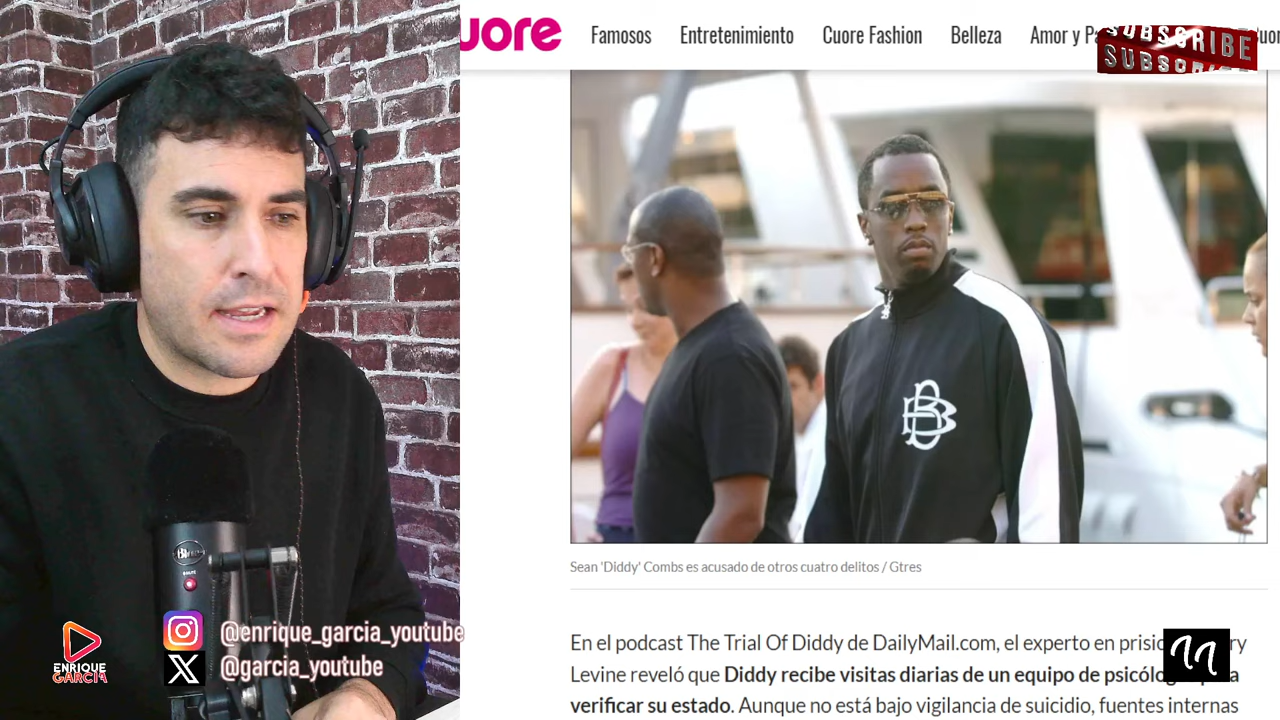 uore
Famosos
Entretenimiento
Cuore Fashion
Belleza
Amor y
SUBSCRIBE
Sean 'Diddy' Combs es acusado de otros cuatro delitos / Gtres
En el podcast The Trial Of Diddy de DailyMail.com, el experto en
Levine reveló que Diddy recibe visitas diarias de un equipo de
verificar su estado. Aunque no está bajo vigilancia de suicidio, fuentes internas
Blue
@enrique_garcia_youtube
@garcia_youtube
ENRIQUE
GARCIA